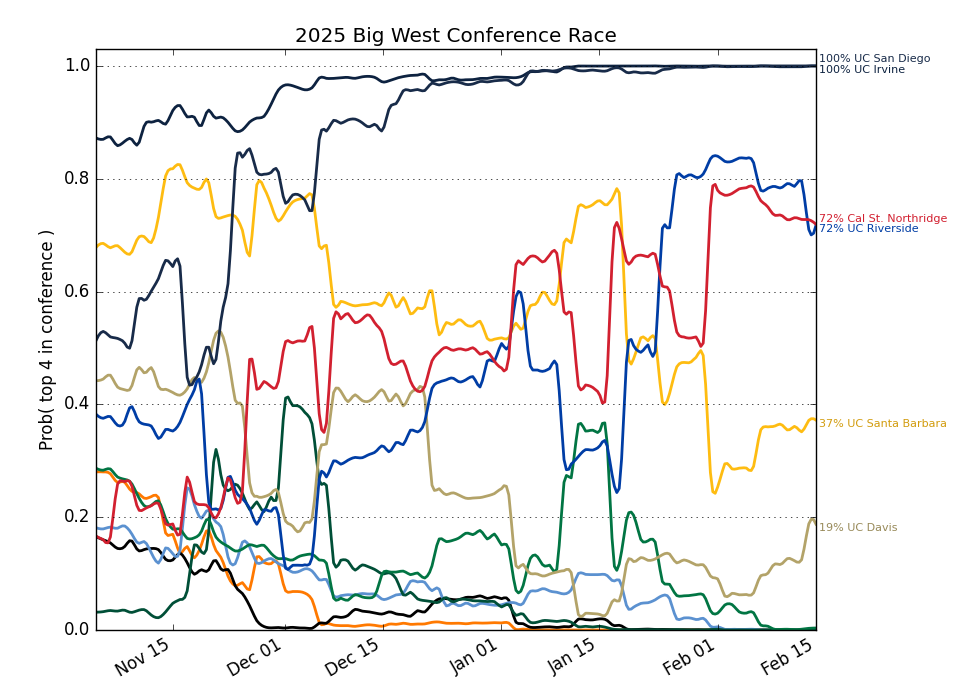 2025 Big West Conference Race
Prob( top 4 in conference )
1.0
0.8
0.6
0.4
0.2
0.0
Nov 15
Dec 01
Dec 15
Jan 01
Jan 15
Feb 01
Feb 15
100% UC San Diego
100% UC Irvine
72% Cal St. Northridge
72% UC Riverside
37% UC Santa Barbara
19% UC Davis